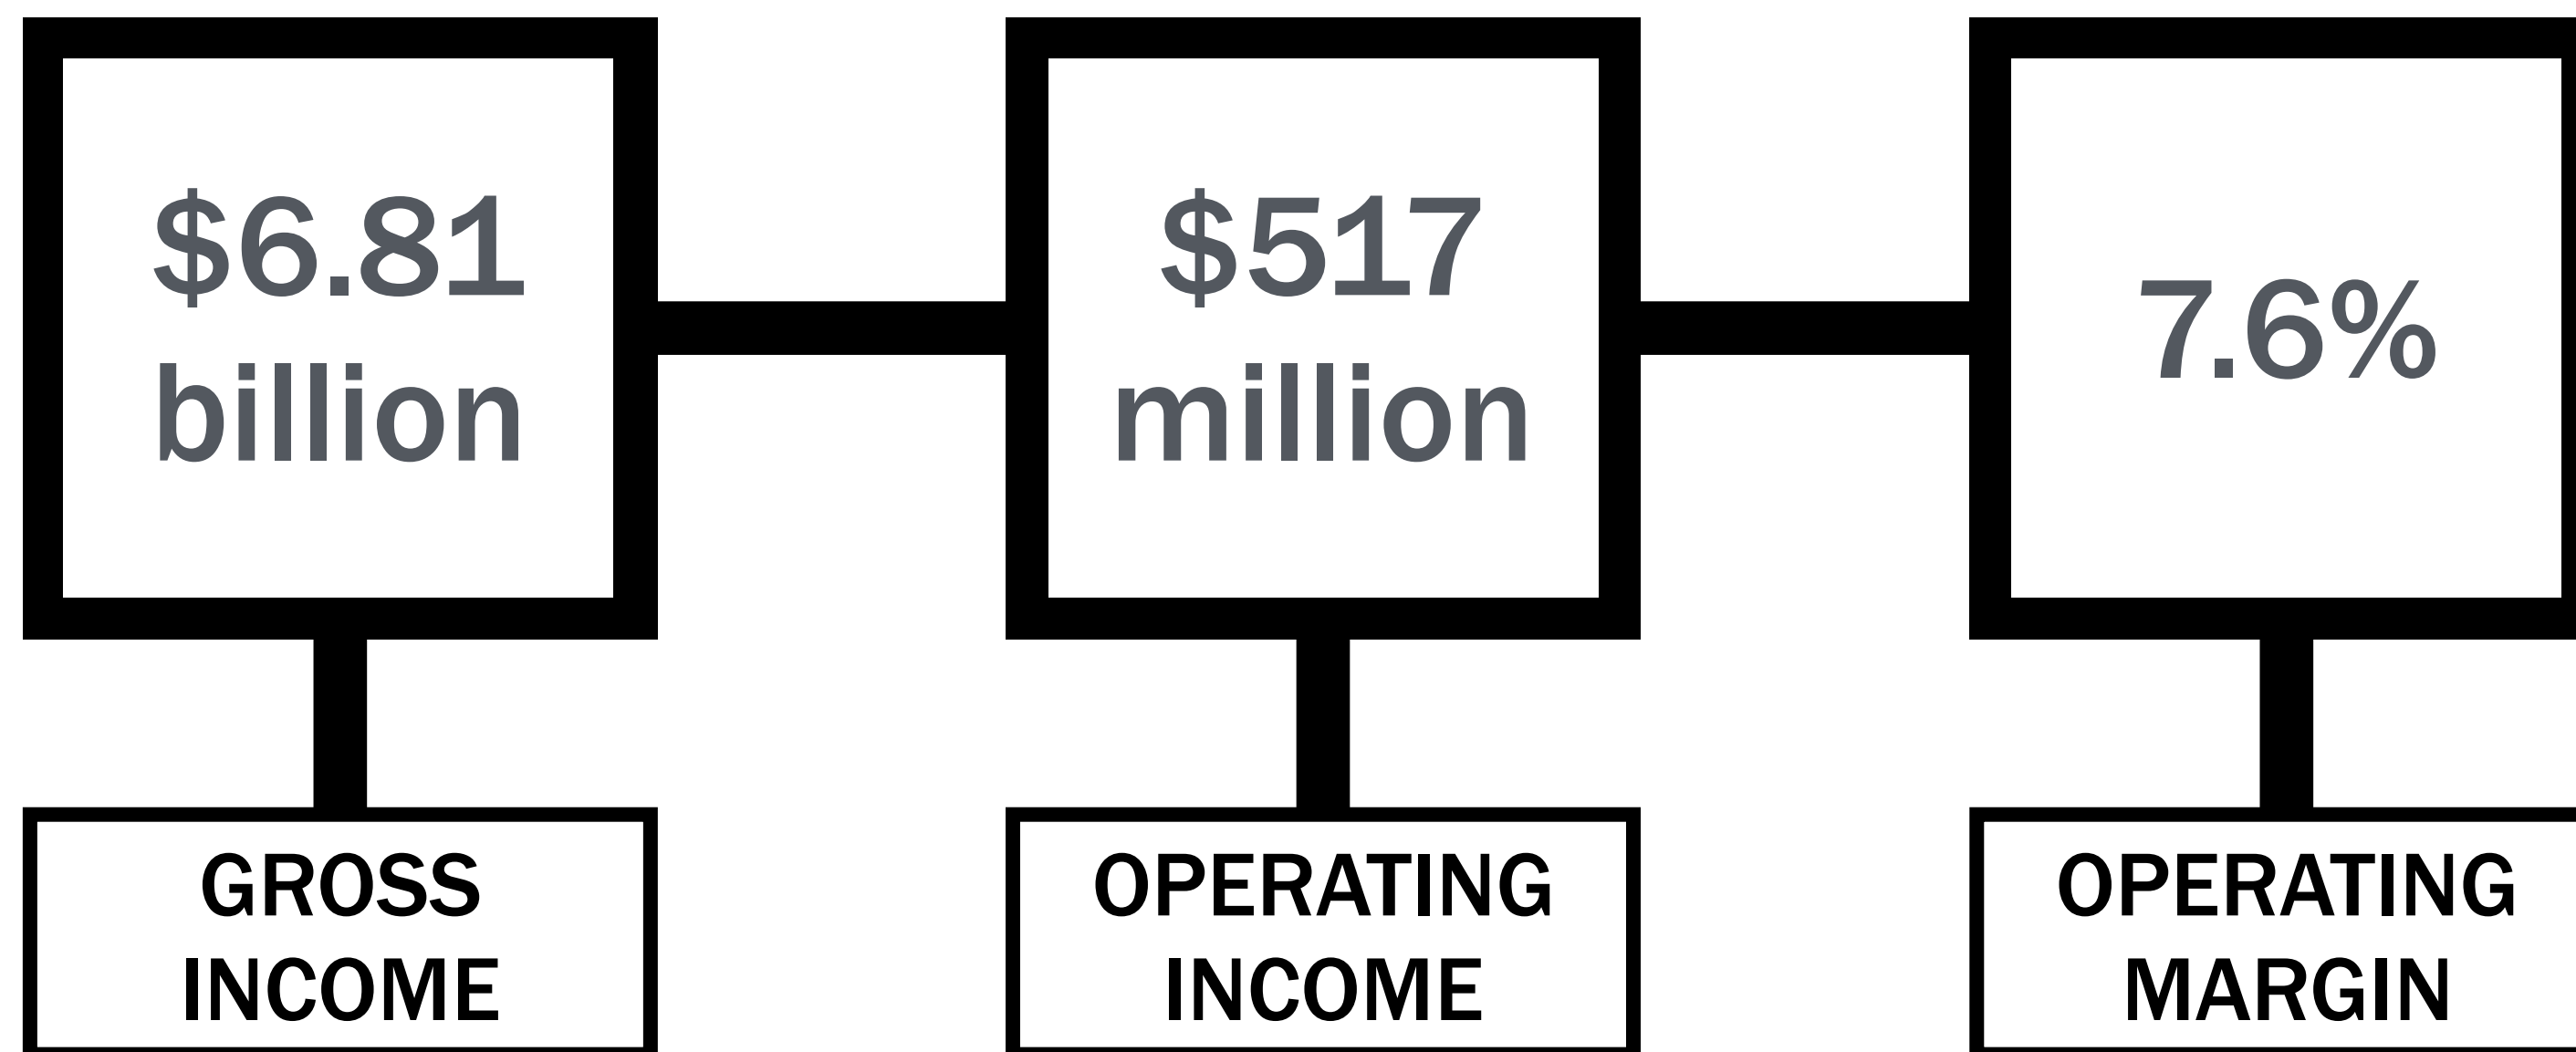 $6.81
billion
$517
million
7.6%
GROSS
INCOME
OPERATING
INCOME
OPERATING
MARGIN